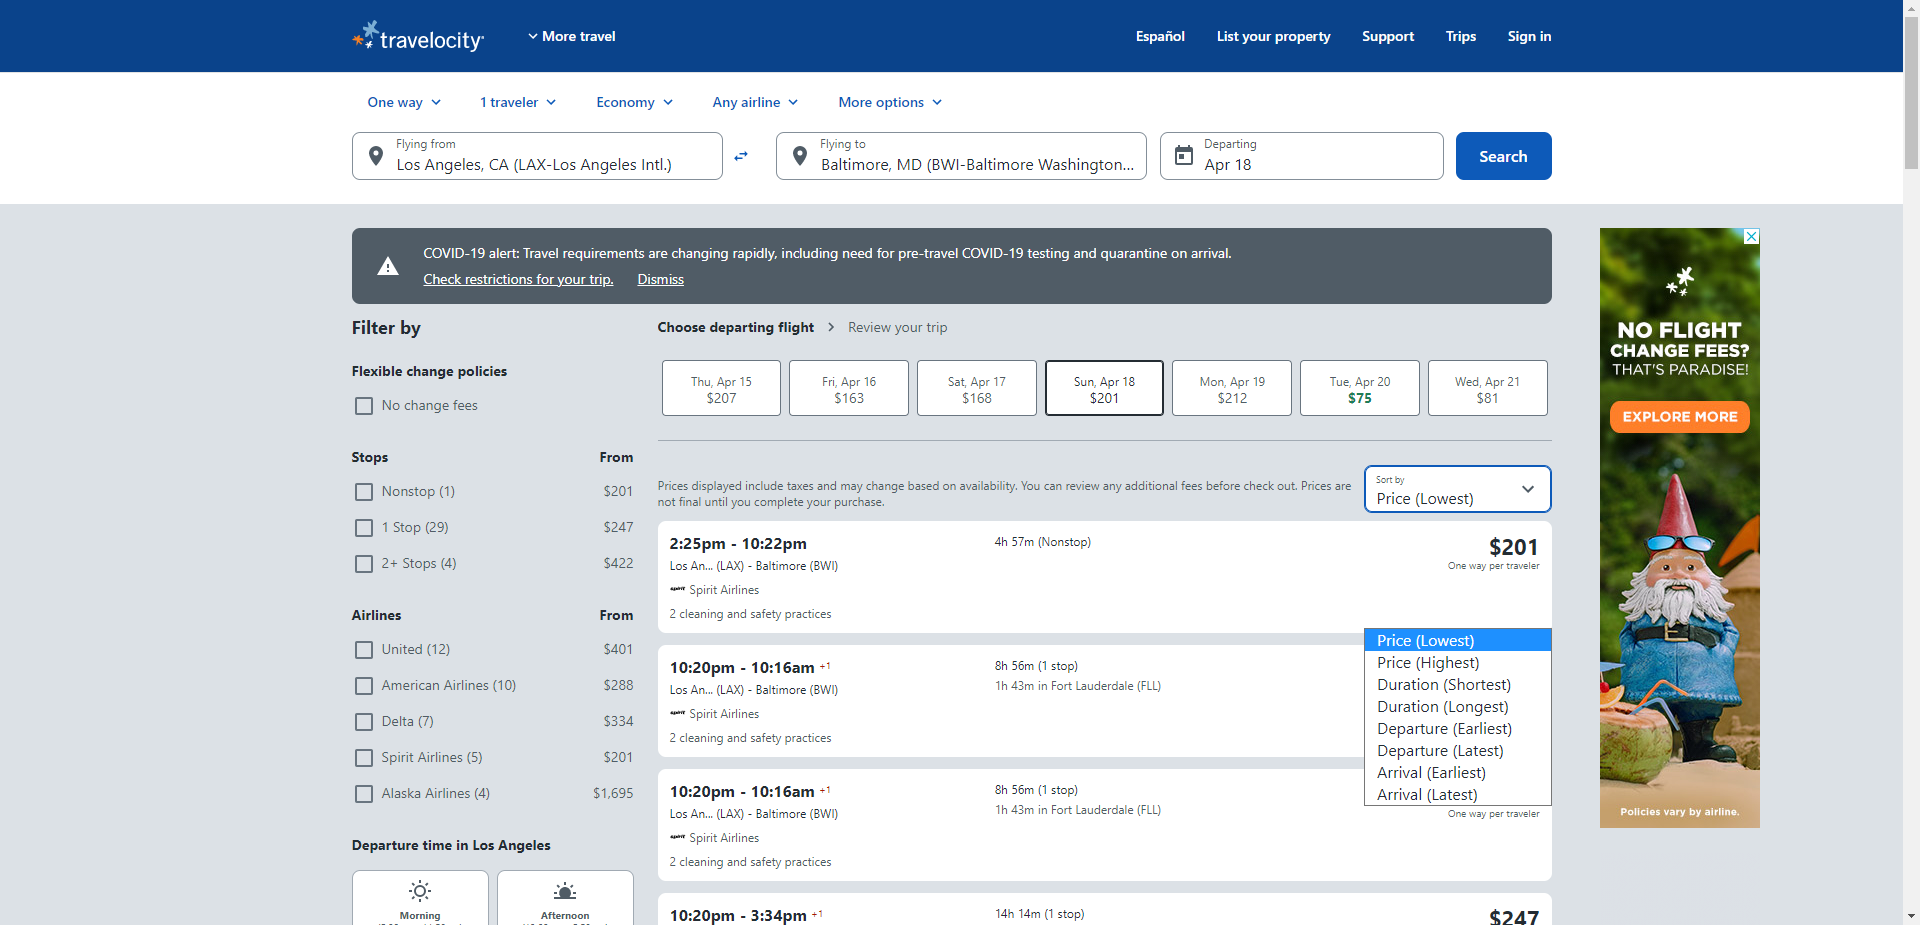 travelocity
More travel
Español
List your property
Support
Trips
Sign in
One way
1 traveler
Economy
Any airline
More options
Flying from
Los Angeles, CA (LAX-Los Angeles Intl.)
Flying to
Baltimore, MD (BWI-Baltimore Washington...
Departing
Apr 18
Search
COVID-19 alert: Travel requirements are changing rapidly, including need for pre-travel COVID-19 testing and quarantine on arrival.
Check restrictions for your trip.
Dismiss
Filter by
Flexible change policies
No change fees
Stops From
Nonstop (1) $201
1 Stop (29) $247
2+ Stops (4) $422
Airlines From
United (12) $401
American Airlines (10) $288
Delta (7) $334
Spirit Airlines (5) $201
Alaska Airlines (4) $1,695
Departure time in Los Angeles
Morning
Afternoon
Choose departing flight
Review your trip
Thu, Apr 15
$207
Fri, Apr 16
$163
Sat, Apr 17
$168
Sun, Apr 18
$201
Mon, Apr 19
$212
Tue, Apr 20
$75
Wed, Apr 21
$81
Prices displayed include taxes and may change based on availability. You can review any additional fees before check out. Prices are
not final until you complete your purchase.
Sort by
Price (Lowest)
2:25pm - 10:22pm
4h 57m (Nonstop)
$201
Los An... (LAX) - Baltimore (BWI)
One way per traveler
spirit Spirit Airlines
2 cleaning and safety practices
Price (Lowest)
Price (Highest)
Duration (Shortest)
Duration (Longest)
Departure (Earliest)
Departure (Latest)
Arrival (Earliest)
Arrival (Latest)
10:20pm - 10:16am +1
8h 56m (1 stop)
Los An... (LAX) - Baltimore (BWI)
1h 43m in Fort Lauderdale (FLL)
spirit Spirit Airlines
2 cleaning and safety practices
10:20pm - 10:16am +1
8h 56m (1 stop)
Los An... (LAX) - Baltimore (BWI)
1h 43m in Fort Lauderdale (FLL)
One way per traveler
spirit Spirit Airlines
2 cleaning and safety practices
10:20pm - 3:34pm +1
14h 14m (1 stop)
$247
NO FLIGHT
CHANGE FEES?
THAT'S PARADISE!
EXPLORE MORE
Policies vary by airline.